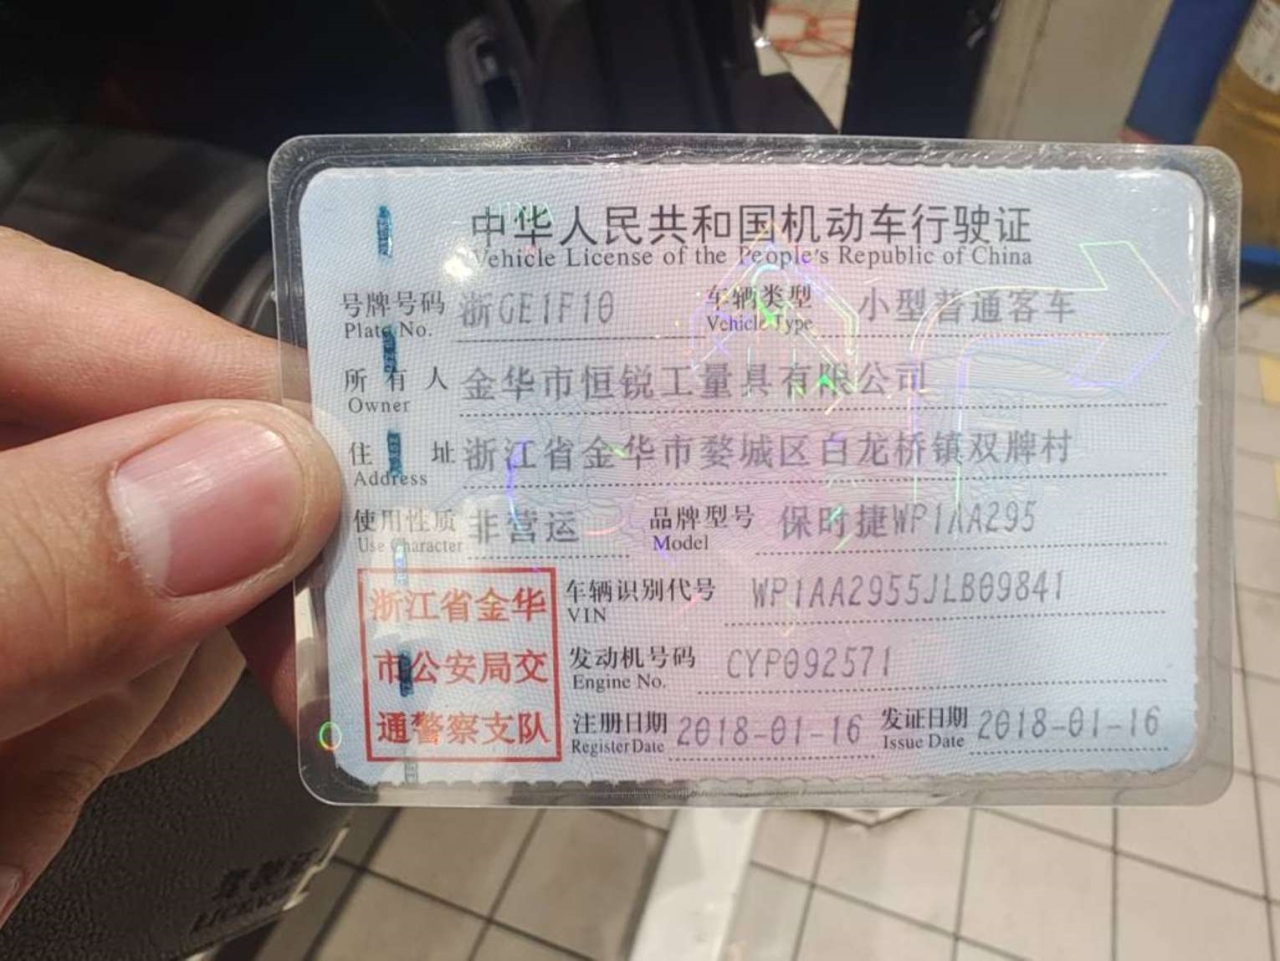 中华人民共和国机动车行驶证
Vehicle License of the People's Republic of China
号牌号码 浙GE1F10 车辆类型 小型普通客车
Plate No. Vehicle Type
所有人 金华市恒锐工量具有限公司
Owner
住址 浙江省金华市婺城区白龙桥镇双牌村
Address
使用性质 非营运 品牌型号 保时捷WP1AA295
Use Character Model
浙江省金华
市公安局交
通警察支队
车辆识别代号 WP1AA2955JLB09841
VIN
发动机号码 CYP092571
Engine No.
注册日期 2018-01-16 发证日期 2018-01-16
Register Date Issue Date